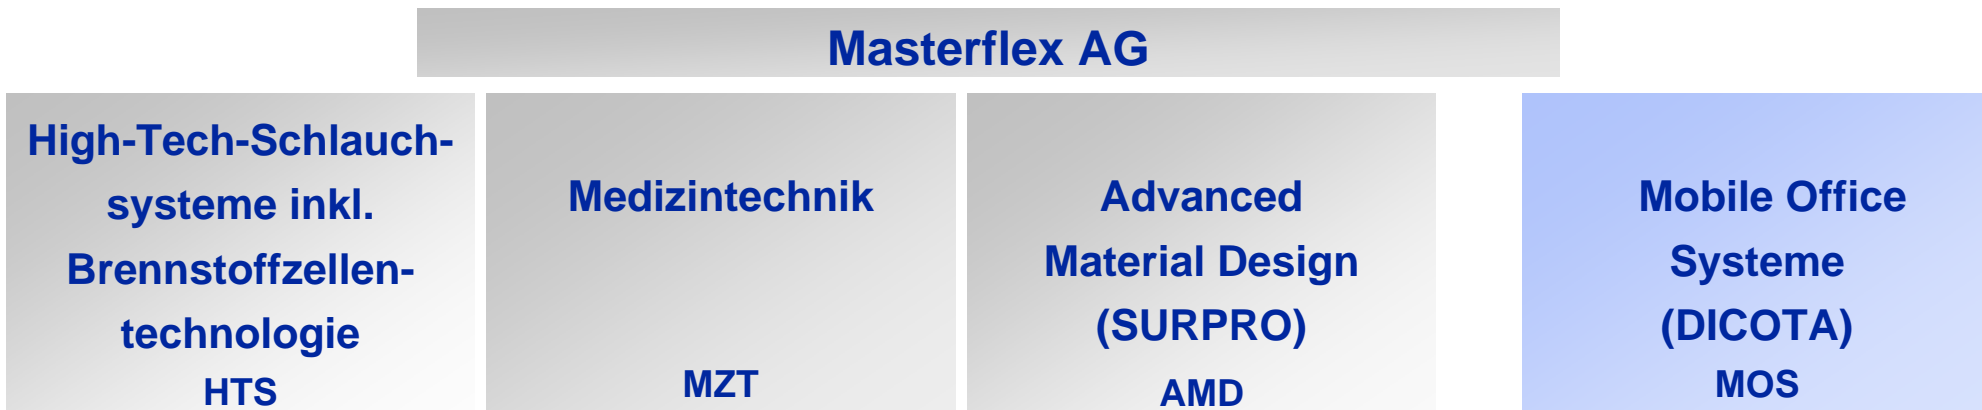 Masterflex AG
High-Tech-Schlauch-
systeme inkl.
Brennstoffzellen-
technologie
HTS
Medizintechnik
MZT
Advanced
Material Design
(SURPRO)
AMD
Mobile Office
Systeme
(DICOTA)
MOS